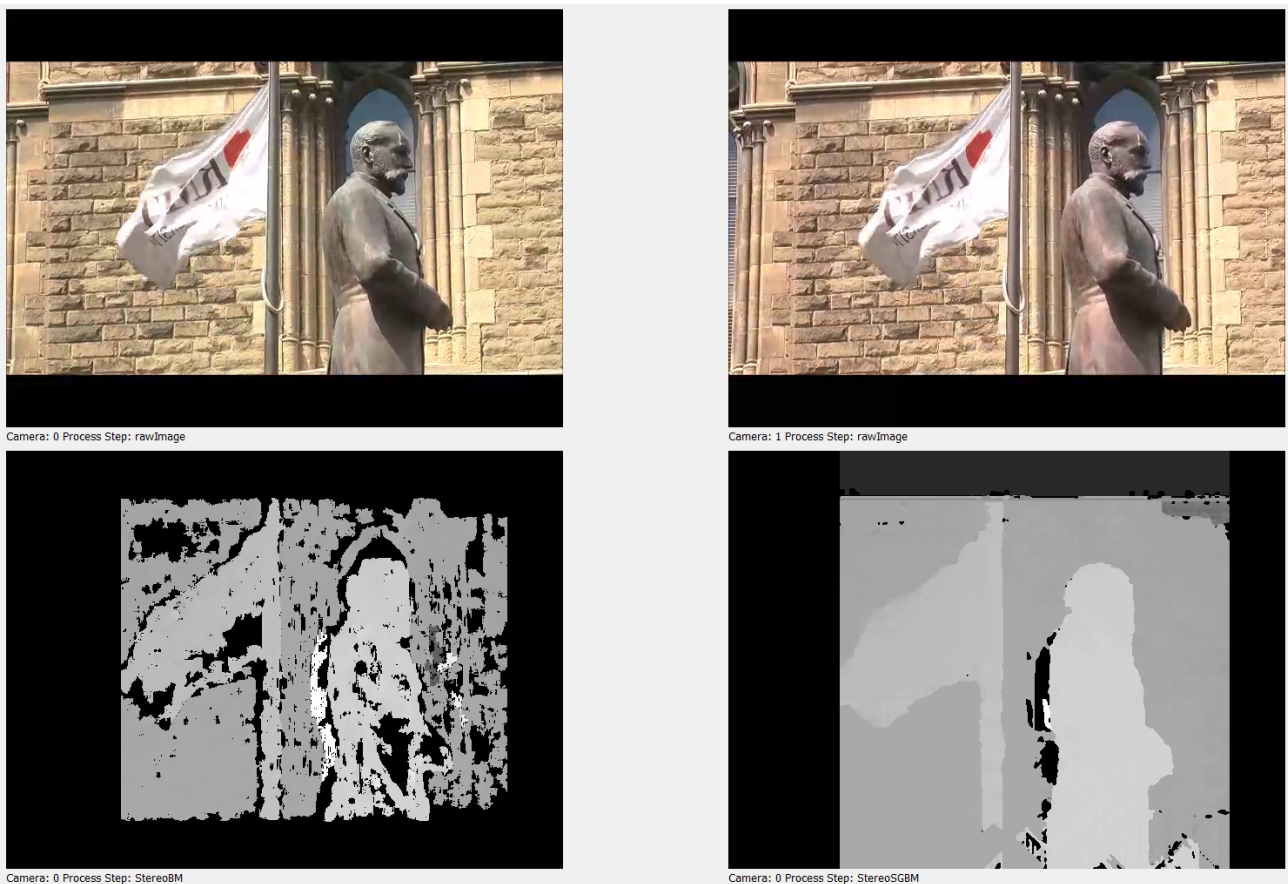 Camera: 0 Process Step: rawImage
Camera: 1 Process Step: rawImage
Camera: 0 Process Step: StereoBM
Camera: 0 Process Step: StereoSGBM